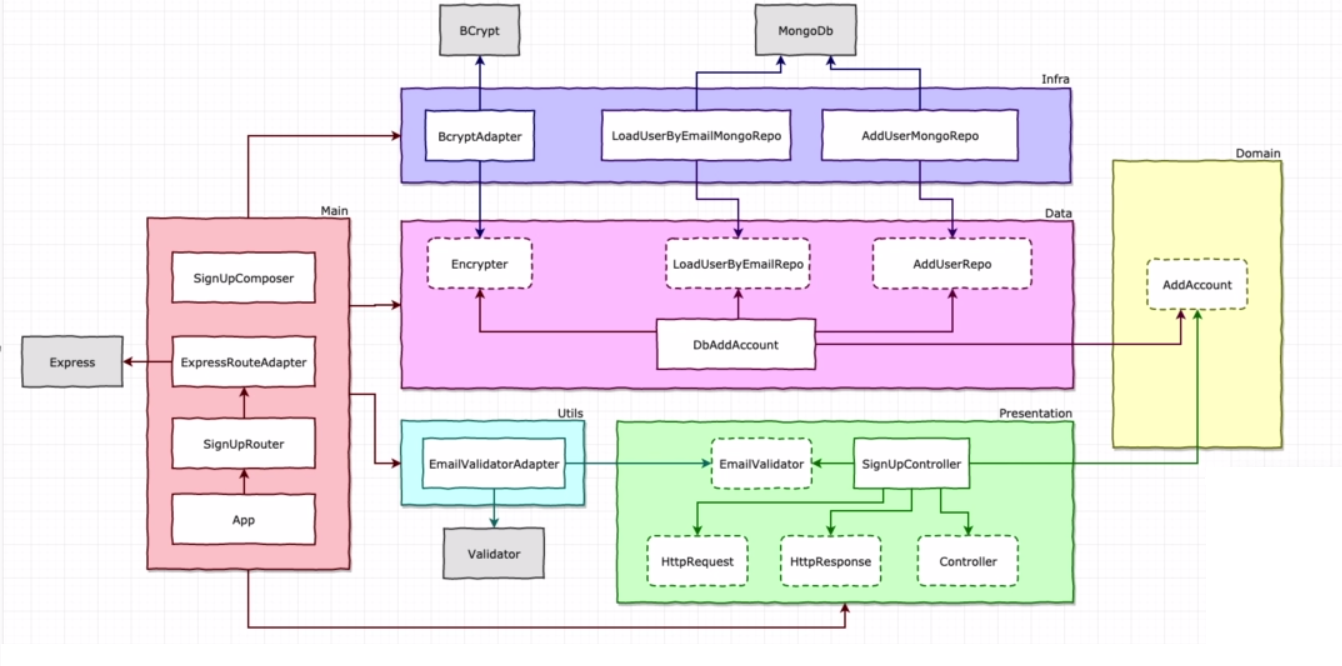 BCrypt
MongoDb
Infra
BcryptAdapter
LoadUserByEmailMongoRepo
AddUserMongoRepo
Domain
Main
Data
SignUpComposer
Encrypter
LoadUserByEmailRepo
AddUserRepo
AddAccount
DbAddAccount
Express
ExpressRouteAdapter
Utils
Presentation
SignUpRouter
EmailValidatorAdapter
EmailValidator
SignUpController
App
Validator
HttpRequest
HttpResponse
Controller